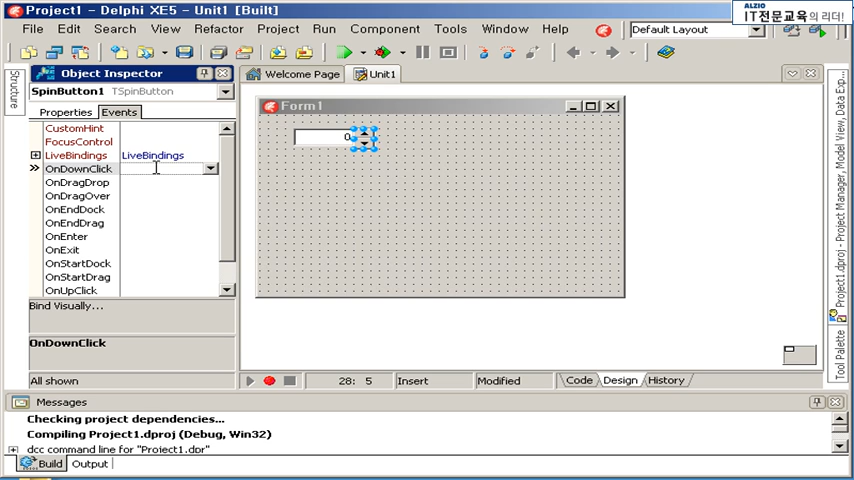 Project1 - Delphi XE5 - Unit1 [Built]
ALZIO
IT전문교육의 리더!
File Edit Search View Refactor Project Run Component Tools Window Help
Default Layout
Object Inspector
Welcome Page
Unit1
Structure
SpinButton1 TSpinButton
Properties Events
CustomHint
FocusControl
LiveBindings LiveBindings
OnDownClick
OnDragDrop
OnDragOver
OnEndDock
OnEndDrag
OnEnter
OnExit
OnStartDock
OnStartDrag
OnUpClick
Bind Visually...
OnDownClick
All shown
Form1
0
28: 5 Insert Modified Code Design History
Project1.dproj - Project Manager, Model View, Data Exp...
Tool Palette
Messages
Checking project dependencies...
Compiling Project1.dproj (Debug, Win32)
dcc command line for "Project1.dpr"
Build Output